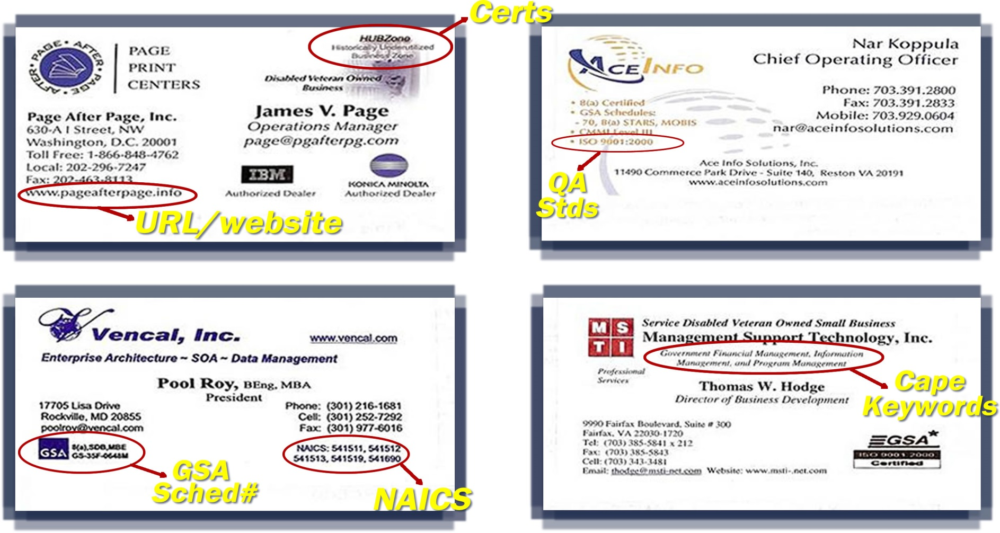 Certs
AFTER • PAGE • AFTER • PAGE •
PAGE
PRINT
CENTERS
HUBZone
Historically Underutilized
Business Zone
Disabled Veteran Owned
Business
Page After Page, Inc.
630-A I Street, NW
Washington, D.C. 20001
Toll Free: 1-866-848-4762
Local: 202-296-7247
Fax: 202-463-8113
www.pageafterpage.info
James V. Page
Operations Manager
page@pgafterpg.com
IBM
Authorized Dealer
KONICA MINOLTA
Authorized Dealer
URL/website
ACEINFO
• 8(a) Certified
• GSA Schedules:
- 70, 8(a) STARS, MOBIS
• CMMI Level III
• ISO 9001:2000
Nar Koppula
Chief Operating Officer
Phone: 703.391.2800
Fax: 703.391.2833
Mobile: 703.929.0604
nar@aceinfosolutions.com
Ace Info Solutions, Inc.
11490 Commerce Park Drive - Suite 140, Reston VA 20191
www.aceinfosolutions.com
QA
Stds
Vencal, Inc.
www.vencal.com
Enterprise Architecture ~ SOA ~ Data Management
Pool Roy, BEng, MBA
President
17705 Lisa Drive
Rockville, MD 20855
poolroy@vencal.com
Phone: (301) 216-1681
Cell: (301) 252-7292
Fax: (301) 977-6016
GSA
8(a),SDB,MBE
GS-35F-0648M
NAICS: 541511, 541512
541513, 541519, 541690
GSA
Sched#
NAICS
MS
TI
Professional
Services
Service Disabled Veteran Owned Small Business
Management Support Technology, Inc.
Government Financial Management, Information
Management, and Program Management
Thomas W. Hodge
Director of Business Development
Cape
Keywords
9990 Fairfax Boulevard, Suite # 300
Fairfax, VA 22030-1720
Tel: (703) 385-5841 x 212
Fax: (703) 385-5843
Cell: (703) 343-3481
Email: thodge@msti-net.com Website: www.msti-.net.com
GSA
ISO 9001:2000
Certified